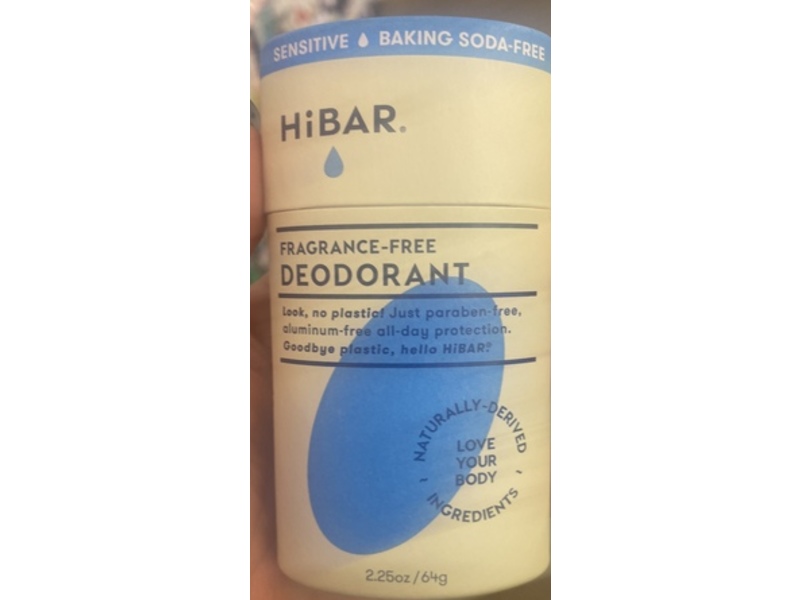 SENSITIVE BAKING SODA-FREE
HiBAR®
FRAGRANCE-FREE
DEODORANT
Look, no plastic! Just paraben-free,
aluminum-free all-day protection.
Goodbye plastic, hello HiBAR®.
NATURALLY-DERIVED
LOVE
YOUR
BODY
INGREDIENTS
2.25oz / 64g